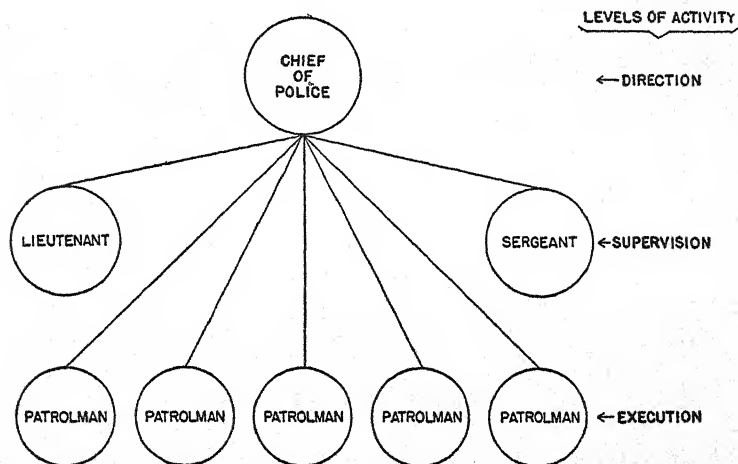 LEVELS OF ACTIVITY
CHIEF
OF
POLICE
←DIRECTION
LIEUTENANT
SERGEANT
←SUPERVISION
PATROLMAN
PATROLMAN
PATROLMAN
PATROLMAN
PATROLMAN
←EXECUTION